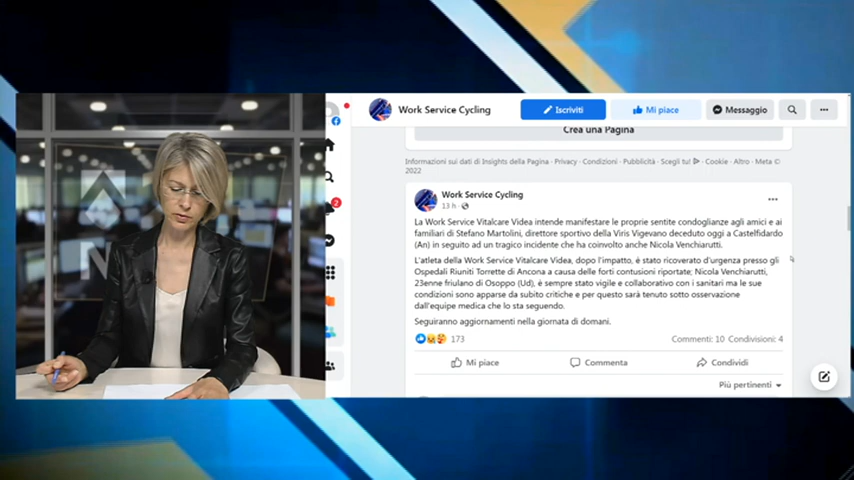 Work Service Cycling
Iscriviti
Mi piace
Messaggio
Crea una Pagina
Informazioni sui dati di Insights della Pagina · Privacy · Condizioni · Pubblicità · Scegli tu! · Cookie · Altro · Meta ©
2022
Work Service Cycling
13 h ·
La Work Service Vitalcare Videa intende manifestare le proprie sentite condoglianze agli amici e ai
familiari di Stefano Martolini, direttore sportivo della Viris Vigevano deceduto oggi a Castelfidardo
(An) in seguito ad un tragico incidente che ha coinvolto anche Nicola Venchiarutti.
L'atleta della Work Service Vitalcare Videa, dopo l'impatto, è stato ricoverato d'urgenza presso gli
Ospedali Riuniti Torrette di Ancona a causa delle forti contusioni riportate; Nicola Venchiarutti,
23enne friulano di Osoppo (Ud), è sempre stato vigile e collaborativo con i sanitari ma le sue
condizioni sono apparse da subito critiche e per questo sarà tenuto sotto osservazione
dall'equipe medica che lo sta seguendo.
Seguiranno aggiornamenti nella giornata di domani.
173
Commenti: 10 Condivisioni: 4
Mi piace
Commenta
Condividi
Più pertinenti
2
N